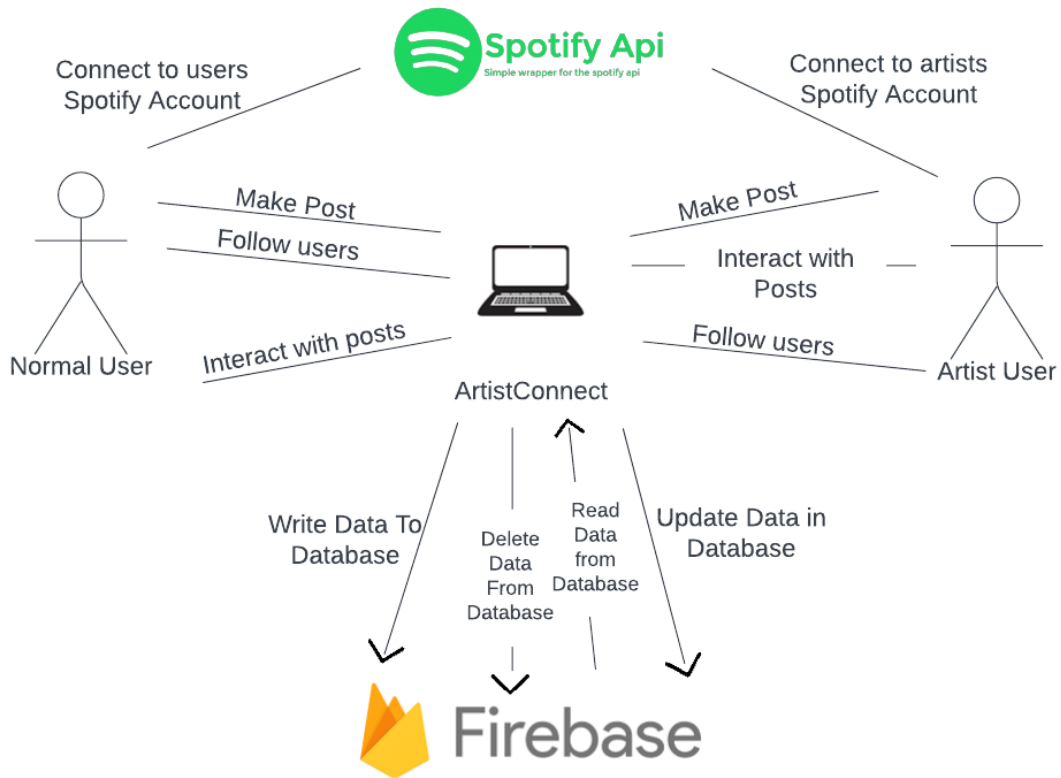 Spotify Api
Simple wrapper for the spotify api
Connect to users
Spotify Account
Connect to artists
Spotify Account
Make Post
Follow users
Interact with posts
Normal User
Make Post
Interact with
Posts
Follow users
Artist User
ArtistConnect
Write Data To
Database
Delete
Data
From
Database
Read
Data
from
Database
Update Data in
Database
Firebase